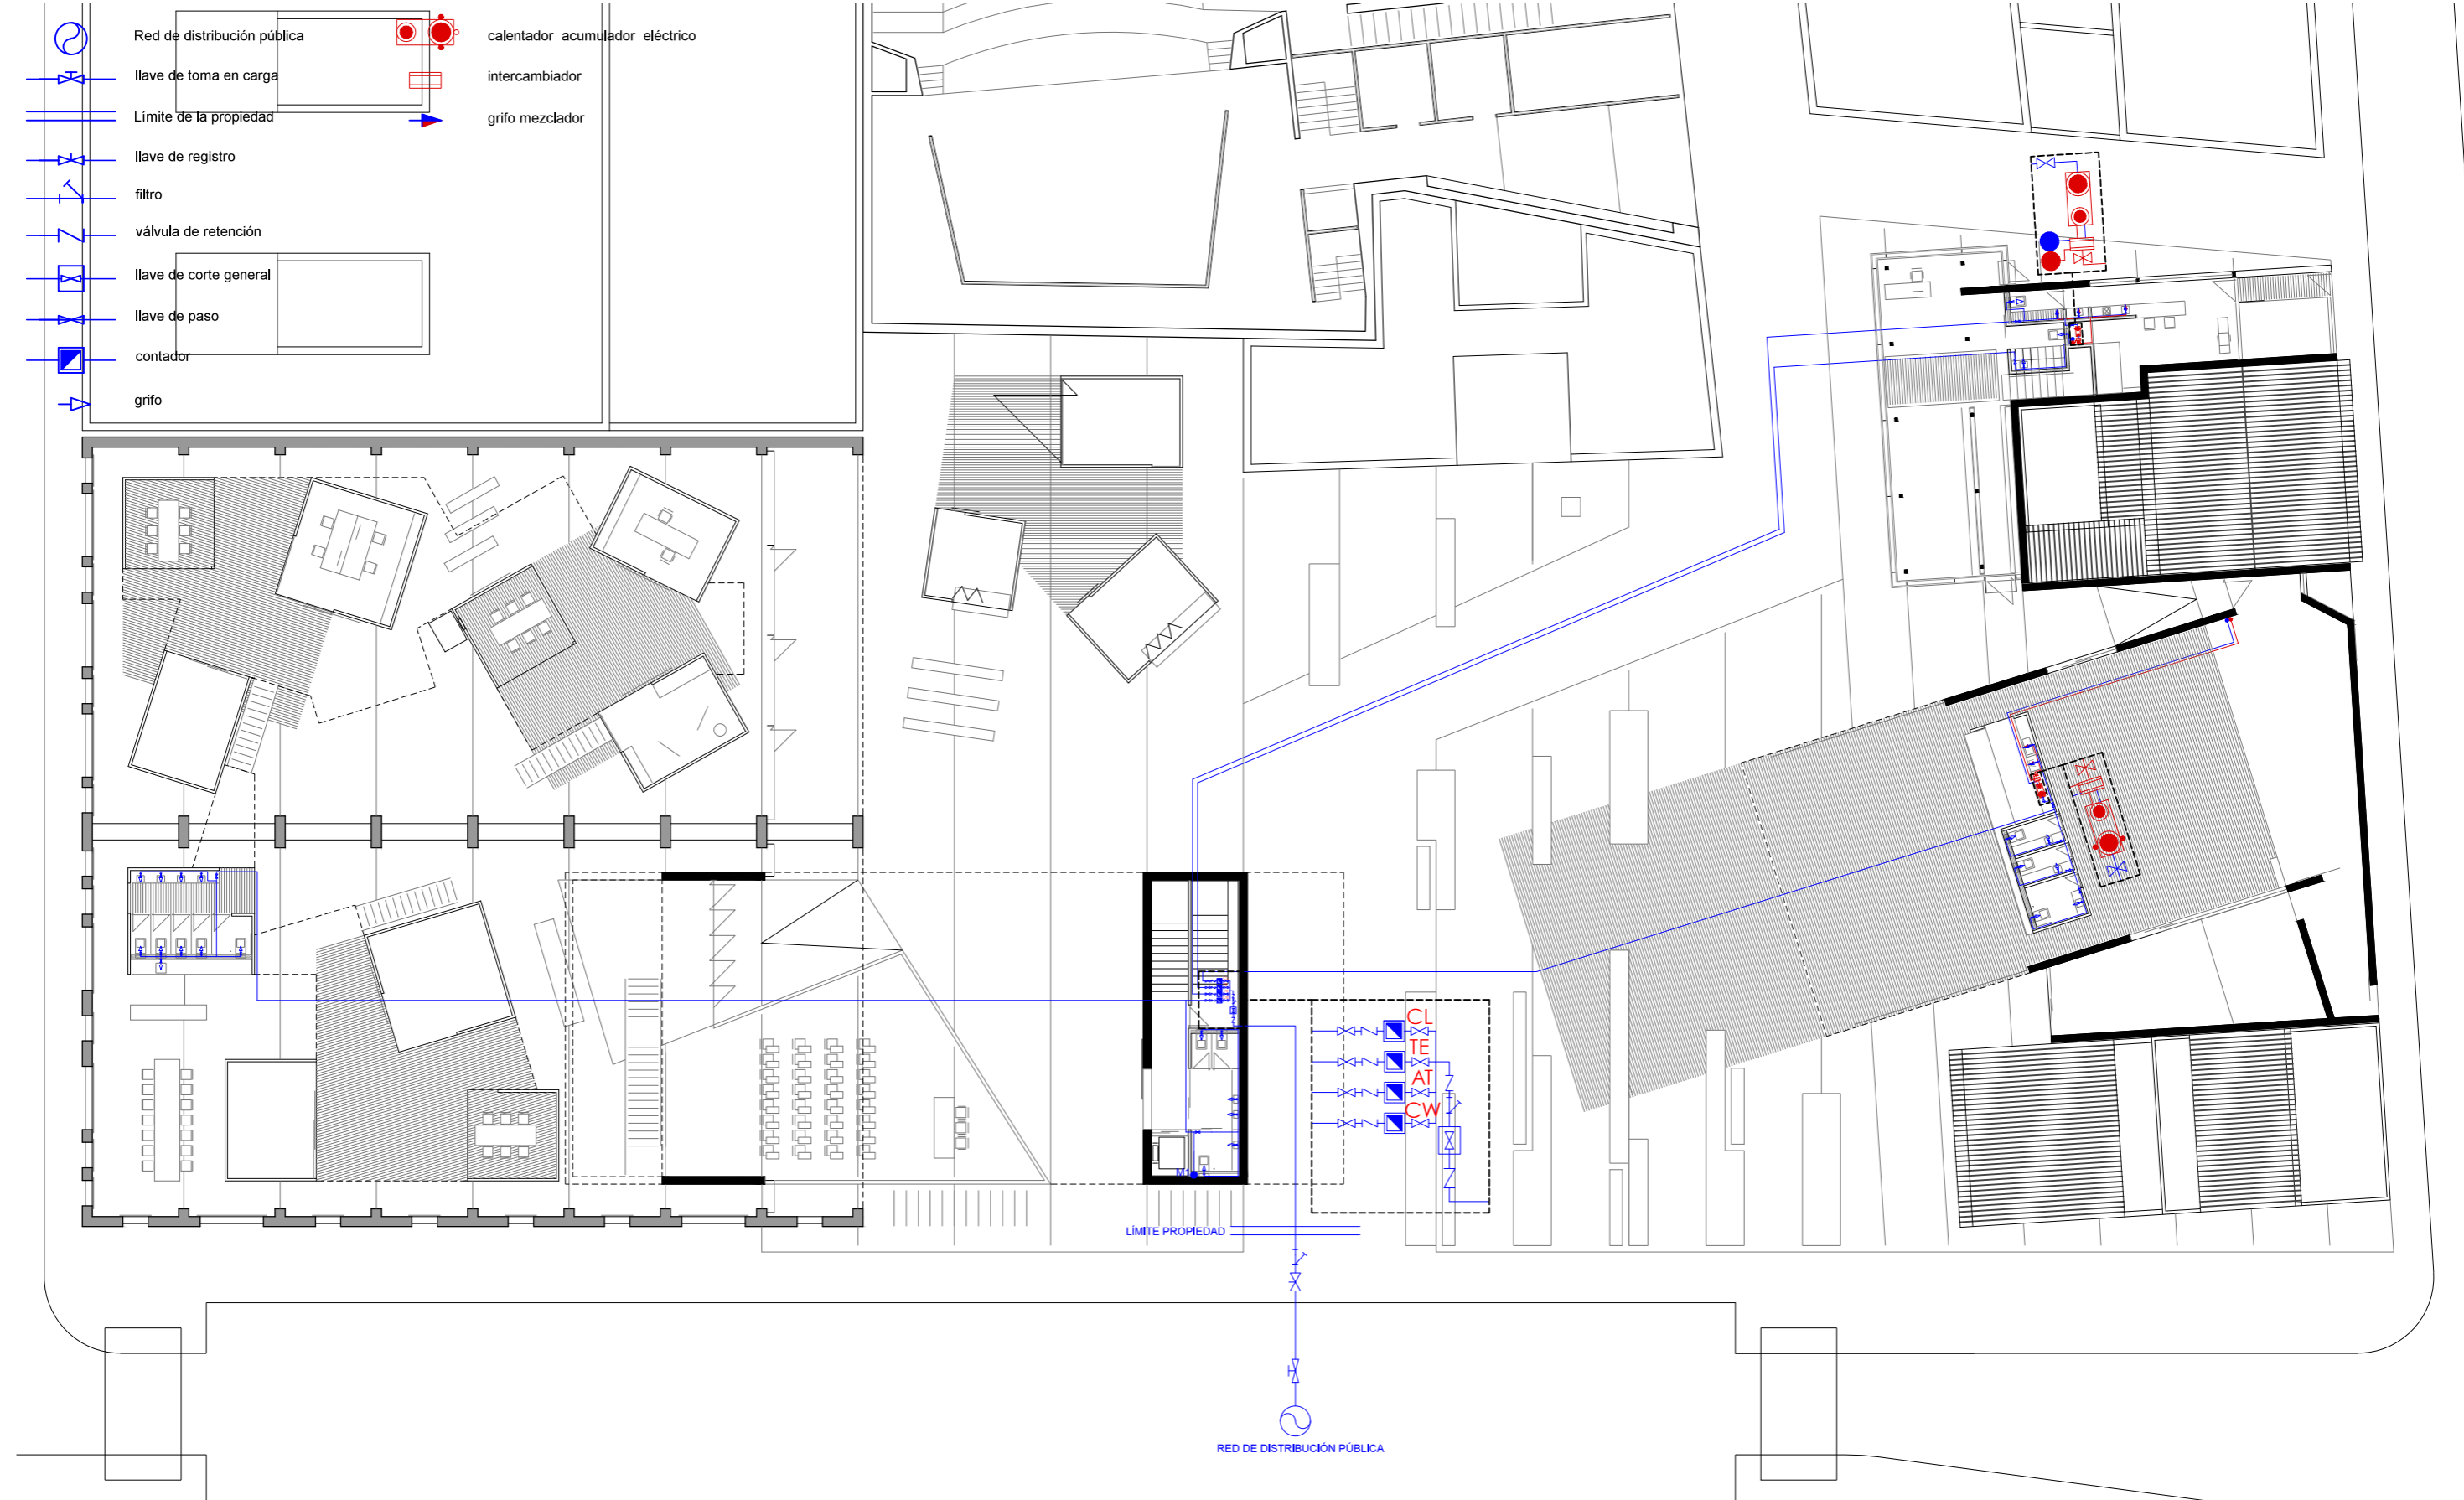 Red de distribución pública
llave de toma en carga
Límite de la propiedad
llave de registro
filtro
válvula de retención
llave de corte general
llave de paso
contador
grifo
calentador acumulador eléctrico
intercambiador
grifo mezclador
CL
TE
AT
CW
M1
LÍMITE PROPIEDAD
RED DE DISTRIBUCIÓN PÚBLICA